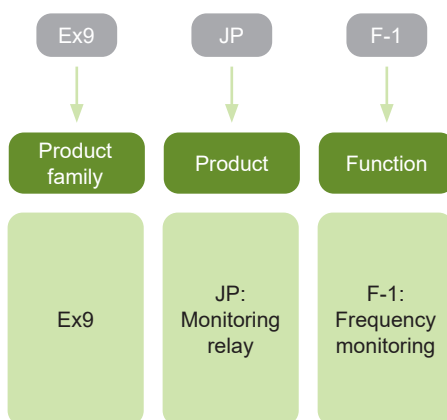 Ex9
JP
F-1
Product
family
Product
Function
Ex9
JP:
Monitoring
relay
F-1:
Frequency
monitoring